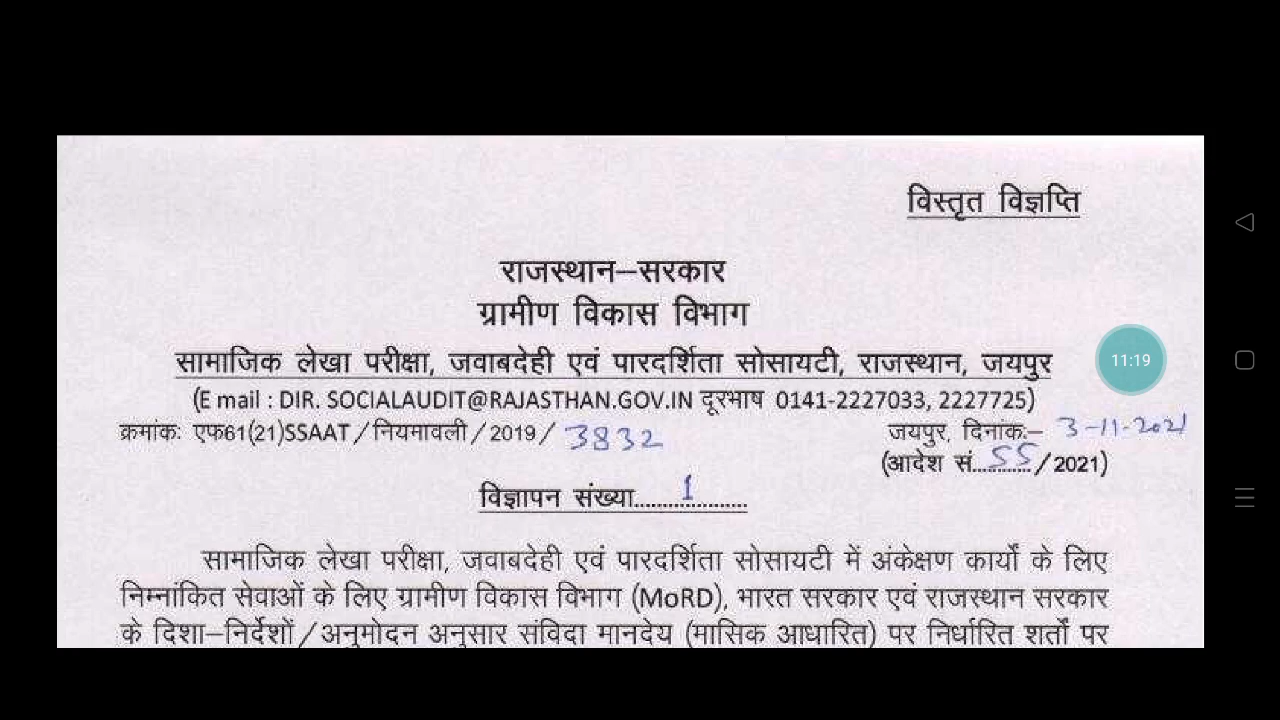 विस्तृत विज्ञप्ति
राजस्थान–सरकार
ग्रामीण विकास विभाग
सामाजिक लेखा परीक्षा, जवाबदेही एवं पारदर्शिता सोसायटी, राजस्थान, जयपुर
11:19
(E mail : DIR. SOCIALAUDIT@RAJASTHAN.GOV.IN दूरभाष 0141-2227033, 2227725)
क्रमांकः एफ61(21)SSAAT/नियमावली/2019/ 3832 जयपुर, दिनांकः– 3-11-2021
(आदेश सं...55.../2021)
विज्ञापन संख्या.......1.......
सामाजिक लेखा परीक्षा, जवाबदेही एवं पारदर्शिता सोसायटी में अंकेक्षण कार्यों के लिए
निम्नांकित सेवाओं के लिए ग्रामीण विकास विभाग (MoRD), भारत सरकार एवं राजस्थान सरकार
के दिशा–निर्देशों/अनुमोदन अनुसार संविदा मानदेय (मासिक आधारित) पर निर्धारित शर्तों पर